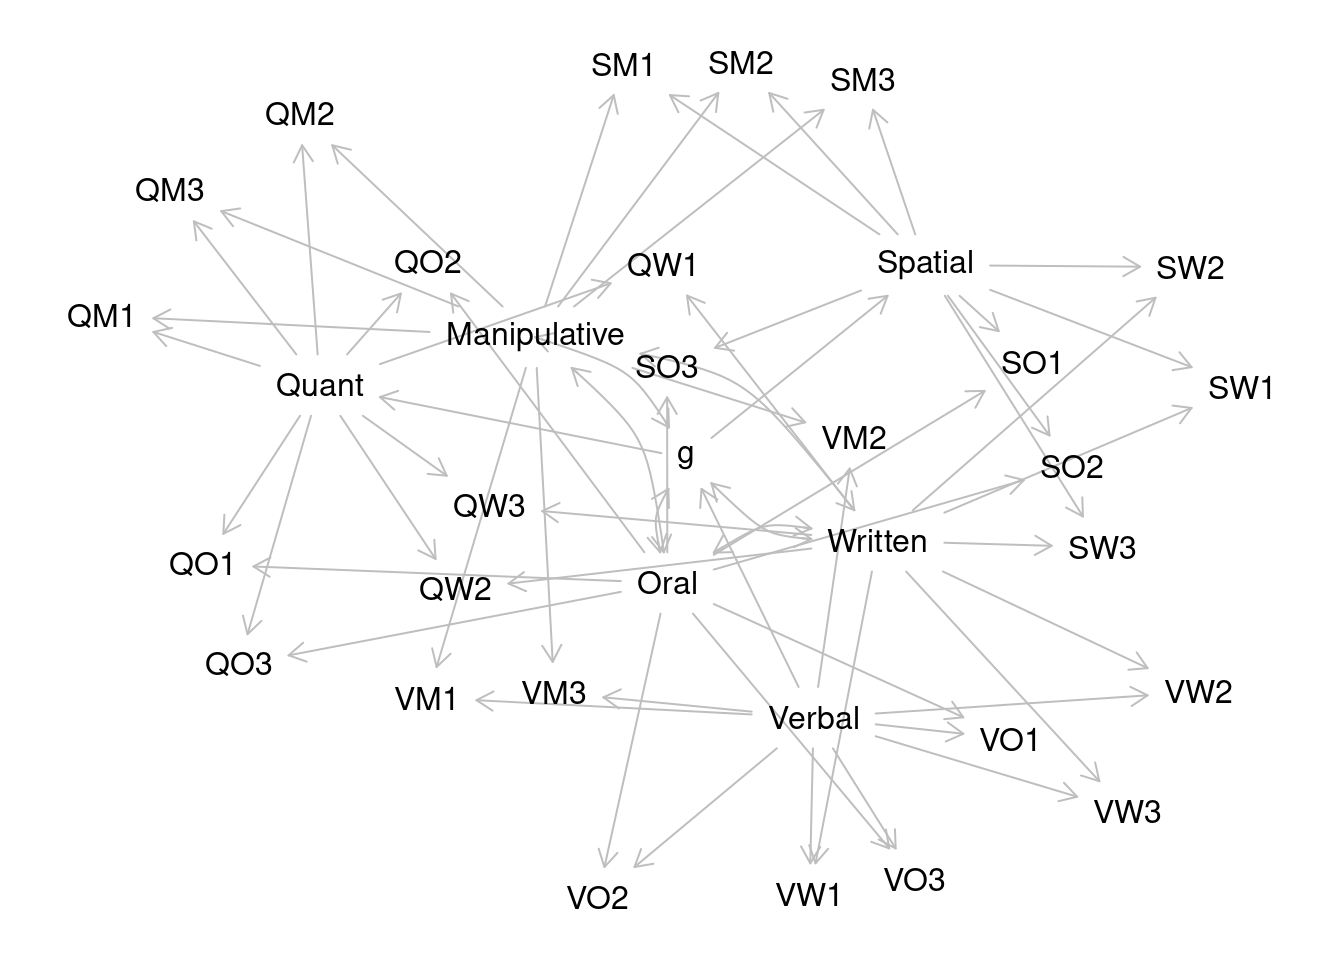 SM1
SM2
SM3
QM2
QM3
QO2
QW1
Spatial
SW2
QM1
Manipulative
SO3
SO1
Quant
SW1
VM2
g
SO2
QW3
Written
SW3
QO1
QW2
Oral
QO3
VM1
VM3
VW2
Verbal
VO1
VW3
VO2
VW1
VO3